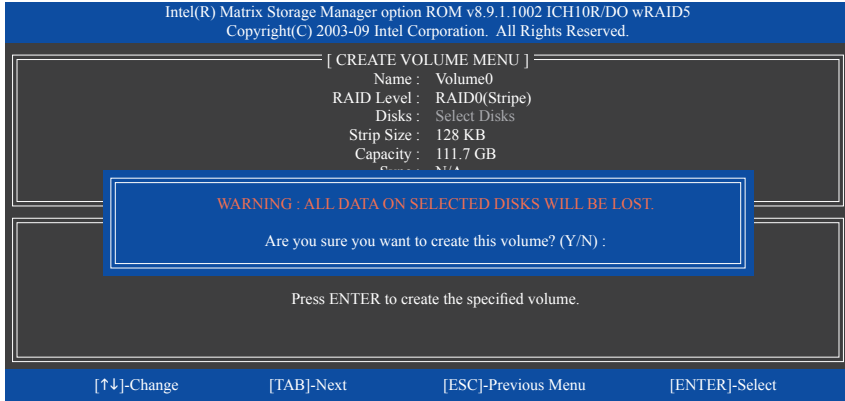 Intel(R) Matrix Storage Manager option ROM v8.9.1.1002 ICH10R/DO wRAID5
Copyright(C) 2003-09 Intel Corporation. All Rights Reserved.
[ CREATE VOLUME MENU ]
Name : Volume0
RAID Level : RAID0(Stripe)
Disks : Select Disks
Strip Size : 128 KB
Capacity : 111.7 GB
WARNING : ALL DATA ON SELECTED DISKS WILL BE LOST.
Are you sure you want to create this volume? (Y/N) :
Press ENTER to create the specified volume.
[↑↓]-Change [TAB]-Next [ESC]-Previous Menu [ENTER]-Select